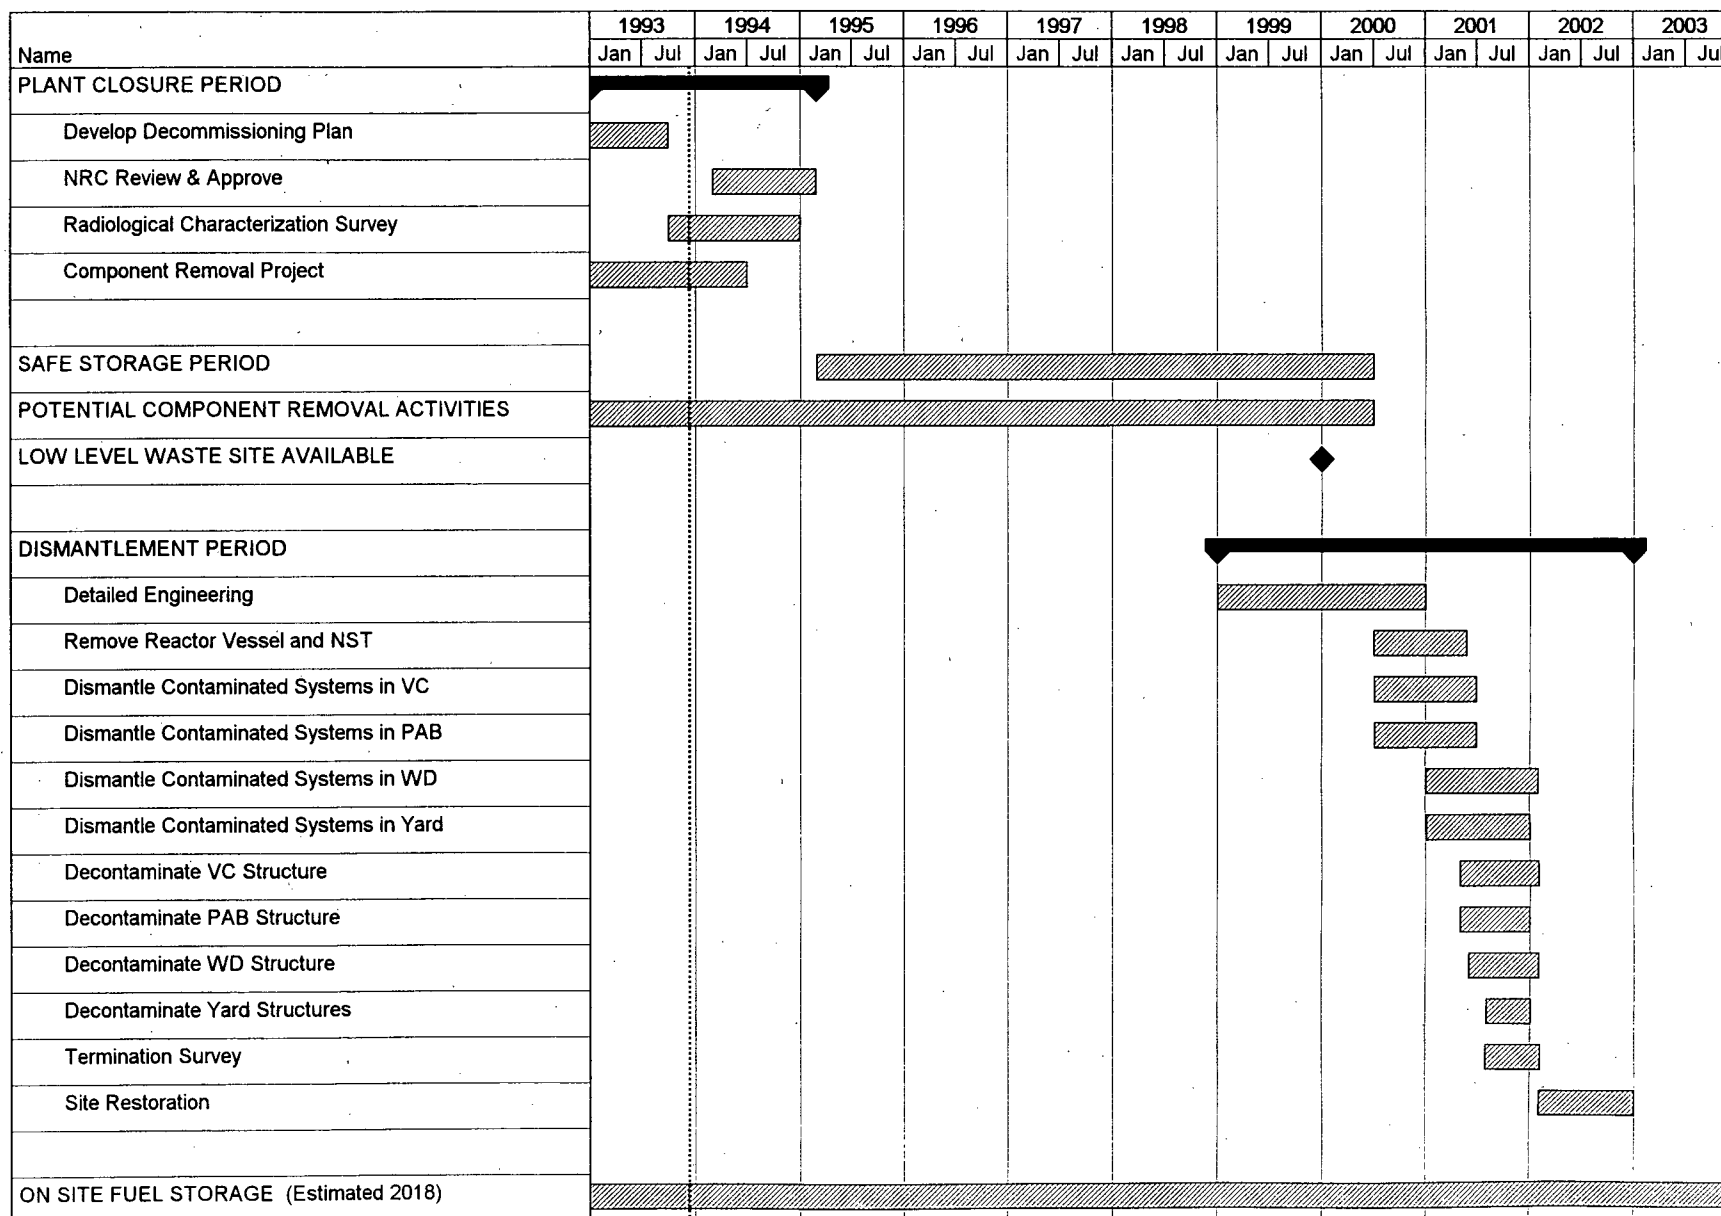 1993 1994 1995 1996 1997 1998 1999 2000 2001 2002 2003
Name Jan Jul Jan Jul Jan Jul Jan Jul Jan Jul Jan Jul Jan Jul Jan Jul Jan Jul Jan Jul Jan Jul
PLANT CLOSURE PERIOD
Develop Decommissioning Plan
NRC Review & Approve
Radiological Characterization Survey
Component Removal Project
SAFE STORAGE PERIOD
POTENTIAL COMPONENT REMOVAL ACTIVITIES
LOW LEVEL WASTE SITE AVAILABLE
DISMANTLEMENT PERIOD
Detailed Engineering
Remove Reactor Vessel and NST
Dismantle Contaminated Systems in VC
Dismantle Contaminated Systems in PAB
Dismantle Contaminated Systems in WD
Dismantle Contaminated Systems in Yard
Decontaminate VC Structure
Decontaminate PAB Structure
Decontaminate WD Structure
Decontaminate Yard Structures
Termination Survey
Site Restoration
ON SITE FUEL STORAGE (Estimated 2018)